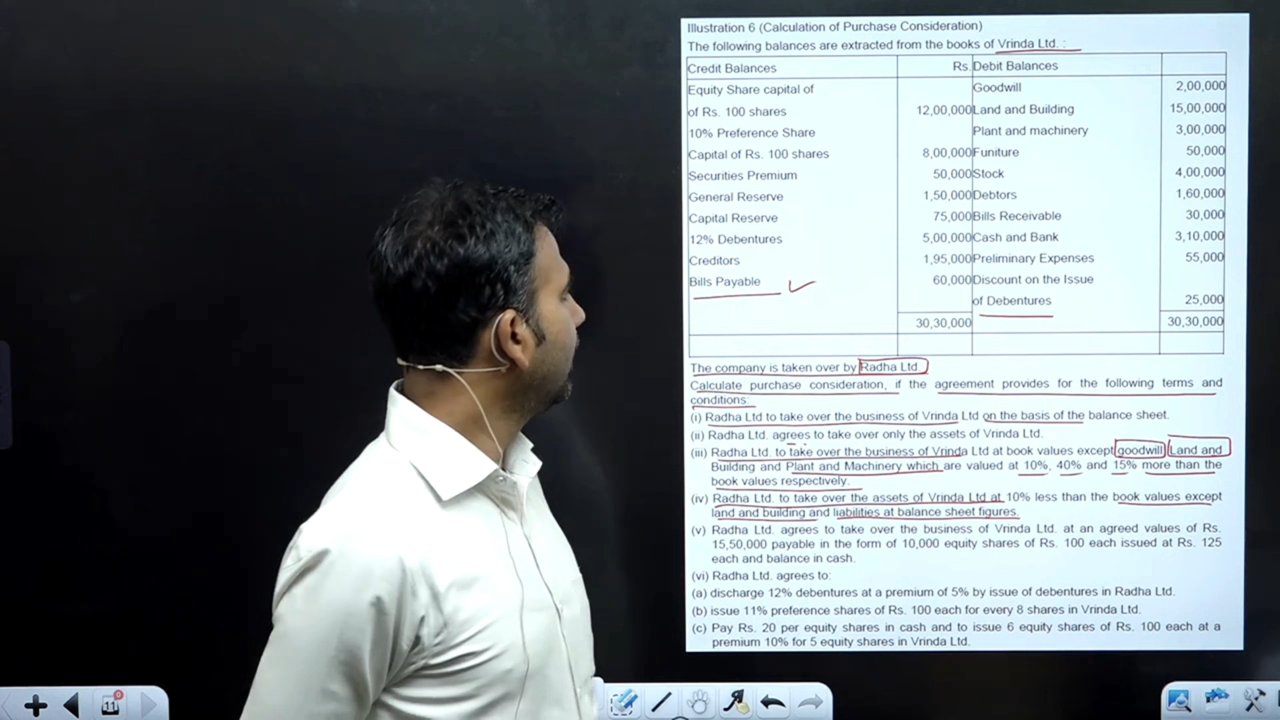 Illustration 6 (Calculation of Purchase Consideration)
The following balances are extracted from the books of Vrinda Ltd. :
Credit Balances Rs. Debit Balances
Equity Share capital of Goodwill 2,00,000
of Rs. 100 shares 12,00,000 Land and Building 15,00,000
10% Preference Share Plant and machinery 3,00,000
Capital of Rs. 100 shares 8,00,000 Funiture 50,000
Securities Premium 50,000 Stock 4,00,000
General Reserve 1,50,000 Debtors 1,60,000
Capital Reserve 75,000 Bills Receivable 30,000
12% Debentures 5,00,000 Cash and Bank 3,10,000
Creditors 1,95,000 Preliminary Expenses 55,000
Bills Payable 60,000 Discount on the Issue
of Debentures 25,000
30,30,000 30,30,000
The company is taken over by Radha Ltd.
Calculate purchase consideration, if the agreement provides for the following terms and
conditions:
(i) Radha Ltd to take over the business of Vrinda Ltd on the basis of the balance sheet.
(ii) Radha Ltd. agrees to take over only the assets of Vrinda Ltd.
(iii) Radha Ltd. to take over the business of Vrinda Ltd at book values except goodwill Land and
Building and Plant and Machinery which are valued at 10%, 40% and 15% more than the
book values respectively.
(iv) Radha Ltd. to take over the assets of Vrinda Ltd at 10% less than the book values except
land and building and liabilities at balance sheet figures.
(v) Radha Ltd. agrees to take over the business of Vrinda Ltd. at an agreed values of Rs.
15,50,000 payable in the form of 10,000 equity shares of Rs. 100 each issued at Rs. 125
each and balance in cash.
(vi) Radha Ltd. agrees to:
(a) discharge 12% debentures at a premium of 5% by issue of debentures in Radha Ltd.
(b) issue 11% preference shares of Rs. 100 each for every 8 shares in Vrinda Ltd.
(c) Pay Rs. 20 per equity shares in cash and to issue 6 equity shares of Rs. 100 each at a
premium 10% for 5 equity shares in Vrinda Ltd.
11